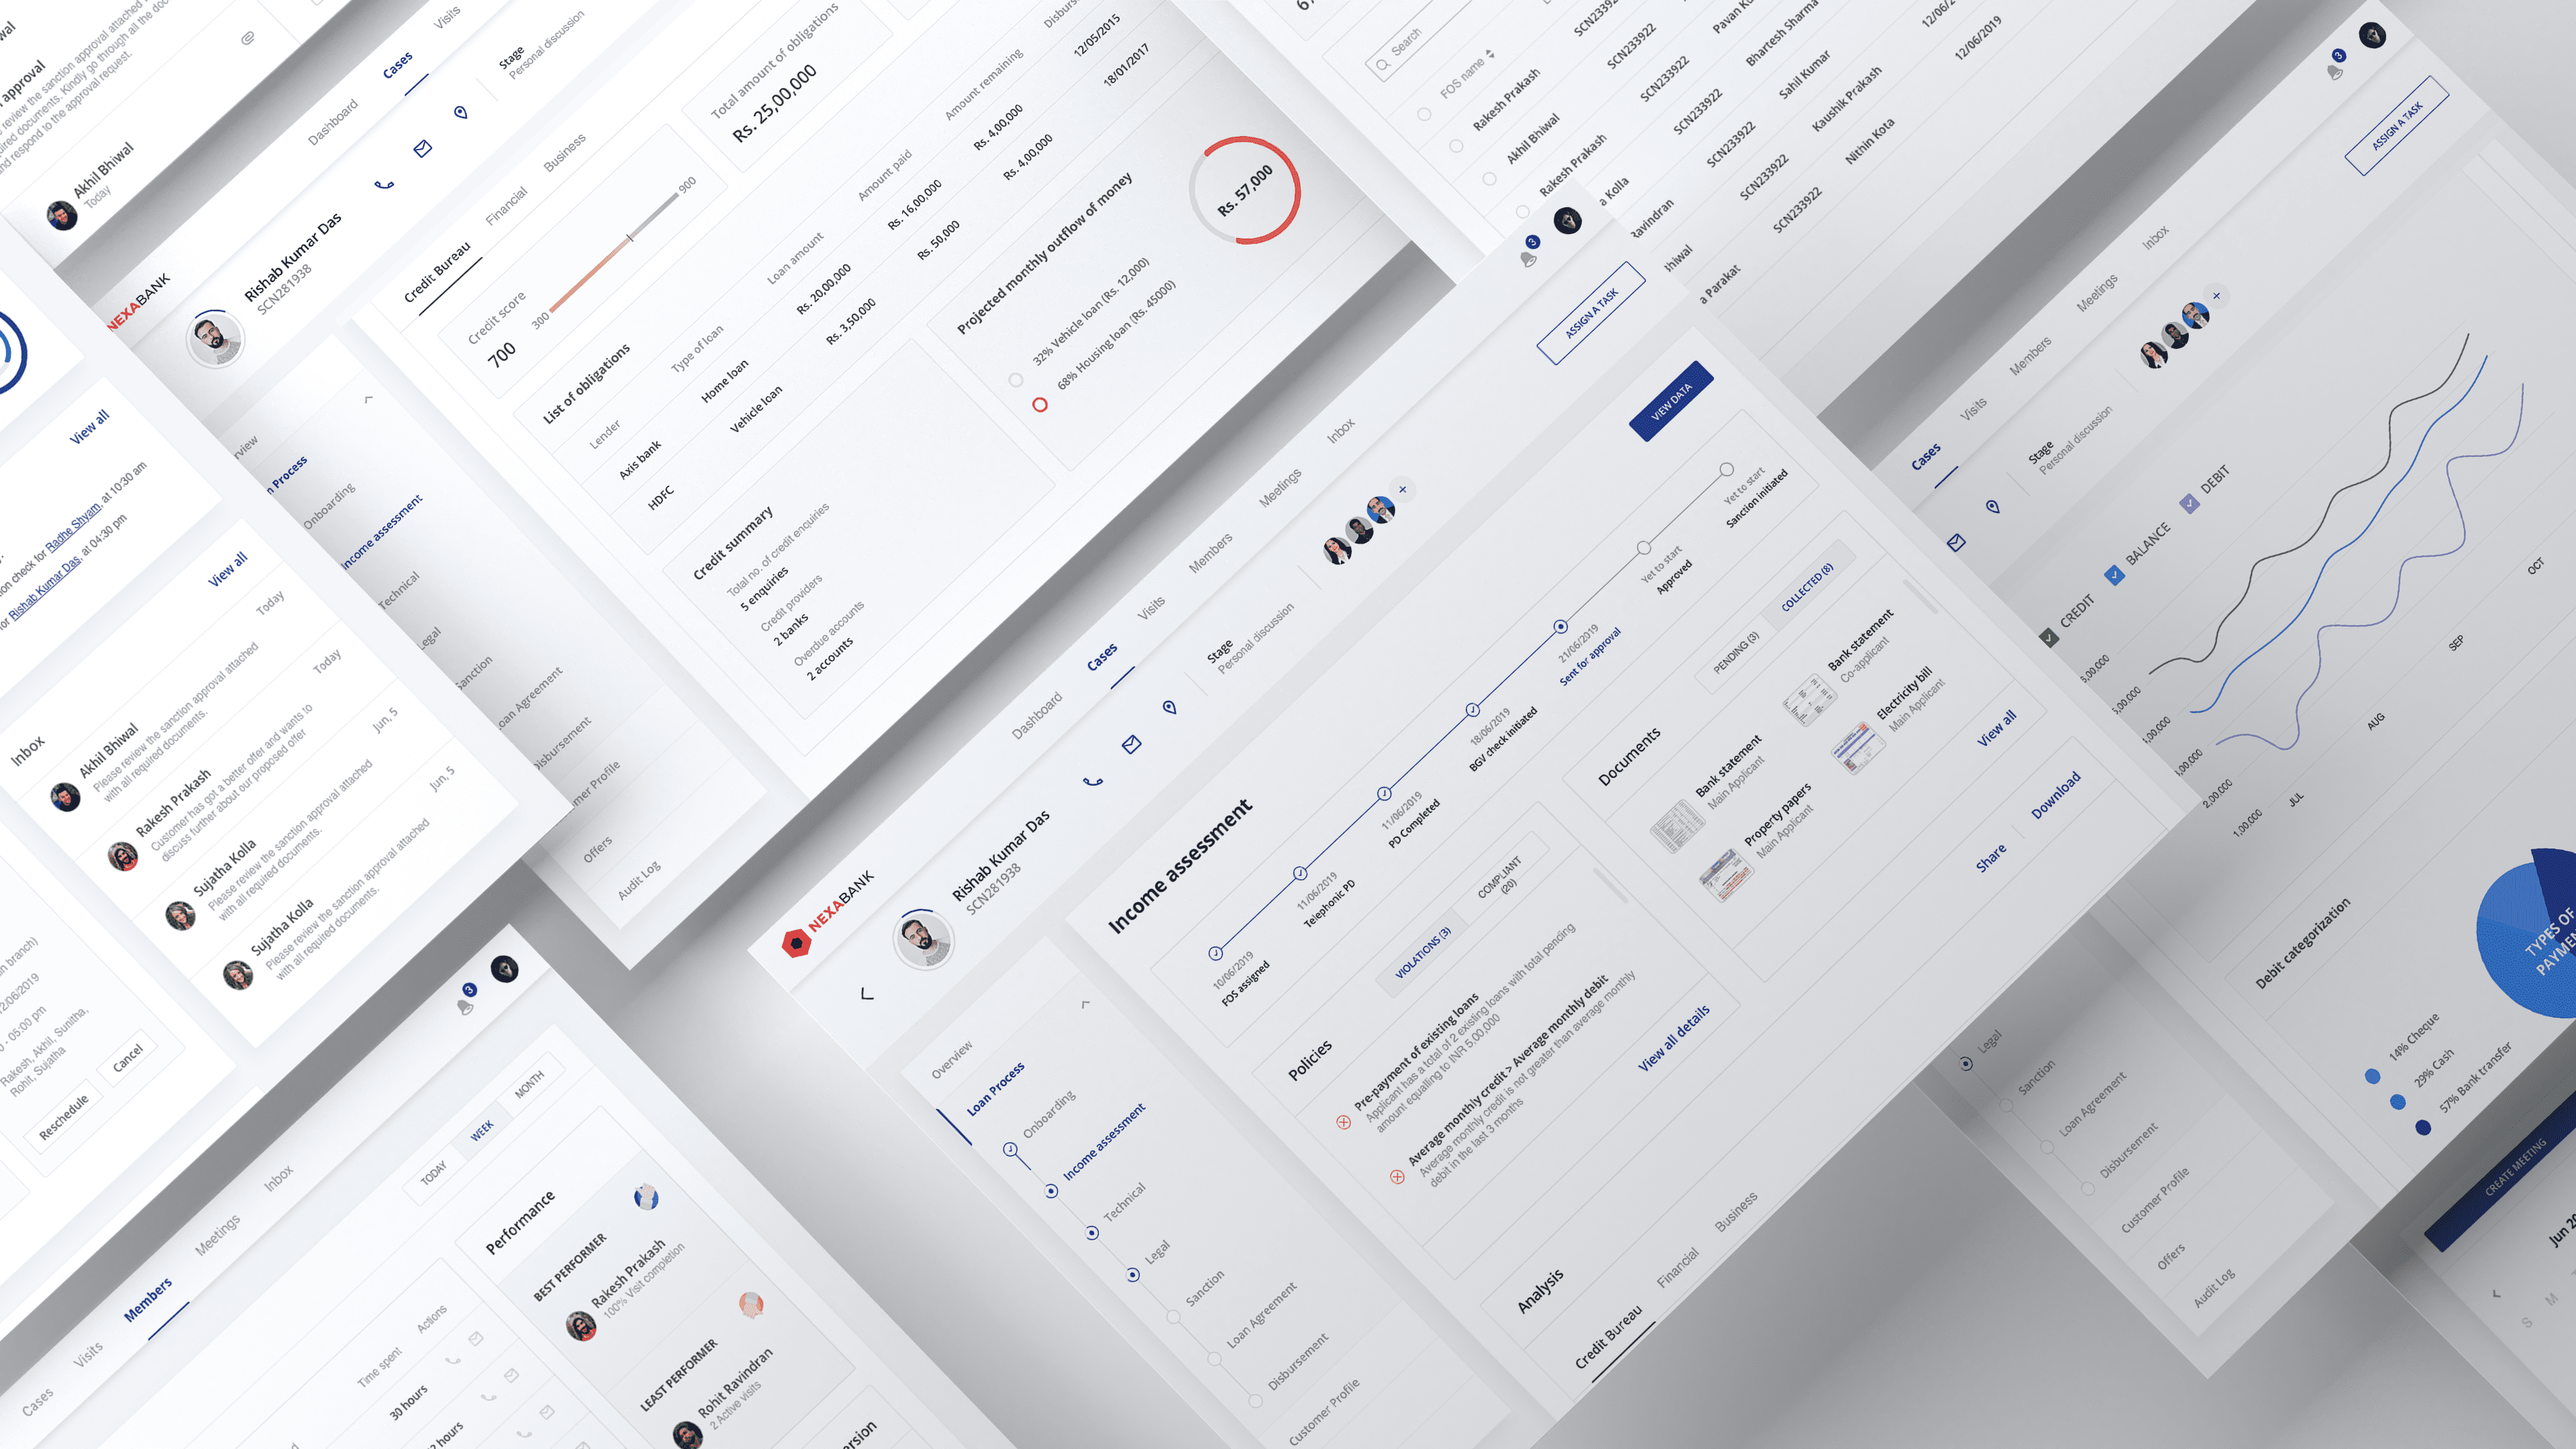 approval
review the sanction approval attached
documents. Kindly go through all the
and respond to the approval request.
Akhil Bhiwal
Today
View all
check for Radhe Shyam, at 10:30 am
for Rishab Kumar Das, at 04:30 pm
View all
Inbox
Akhil Bhiwal
Today
Please review the sanction approval attached
with all required documents.
Rakesh Prakash
Today
Customer has got a better offer and wants to
discuss further about our proposed offer
Sujatha Kolla
Jun, 5
Please review the sanction approval attached
with all required documents.
Sujatha Kolla
Jun, 5
Please review the sanction approval attached
with all required documents.
branch)
2/06/2019
- 05:00 pm
Rakesh, Akhil, Sunitha,
Rohit, Sujatha
Reschedule
Cancel
NEXABANK
Dashboard
Cases
Visits
Rishab Kumar Das
SCN281938
Stage
Personal discussion
Process
Onboarding
Income assessment
Technical
Legal
Sanction
Loan Agreement
Disbursement
Profile
Offers
Audit Log
Credit Bureau
Financial
Business
Credit score
700
300
900
Total amount of obligations
Rs. 25,00,000
List of obligations
Lender
Type of loan
Loan amount
Amount paid
Amount remaining
Axis bank
Home loan
Rs. 20,00,000
Rs. 16,00,000
Rs. 4,00,000
12/05/2015
HDFC
Vehicle loan
Rs. 3,50,000
Rs. 50,000
Rs. 4,00,000
18/01/2017
Credit summary
Total no. of credit enquiries
5 enquiries
Credit providers
2 banks
Overdue accounts
2 accounts
Projected monthly outflow of money
32% Vehicle loan (Rs. 12,000)
68% Housing loan (Rs. 45000)
Rs. 57,000
Search
FOS name
Rakesh Prakash
SCN233922
Akhil Bhiwal
SCN233922
Rakesh Prakash
SCN233922
Bhartesh Sharma
Kolla
SCN233922
Sahil Kumar
Ravindran
SCN233922
Kaushik Prakash
Bhiwal
SCN233922
Nithin Kota
Parakat
SCN233922
12/06/2019
3
ASSIGN A TASK
NEXABANK
Dashboard
Cases
Visits
Members
Meetings
Inbox
3
Rishab Kumar Das
SCN281938
Stage
Personal discussion
ASSIGN A TASK
Overview
Loan Process
Onboarding
Income assessment
Technical
Legal
Sanction
Loan Agreement
Disbursement
Customer Profile
Income assessment
VIEW DATA
10/06/2019
FOS assigned
11/06/2019
Telephonic PD
11/06/2019
PD Completed
18/06/2019
BGV check initiated
21/06/2019
Sent for approval
Yet to start
Approved
Yet to start
Sanction initiated
Policies
VIOLATIONS (3)
COMPLIANT
(20)
Pre-payment of existing loans
Applicant has a total of 2 existing loans with total pending
amount equalling to INR 5,00,000
Average monthly credit > Average monthly debit
Average monthly credit is not greater than average monthly
debit in the last 3 months
View all details
Documents
PENDING (3)
COLLECTED (8)
Bank statement
Main Applicant
Bank statement
Co-applicant
Property papers
Main Applicant
Electricity bill
Main Applicant
View all
Share
Download
Analysis
Credit Bureau
Financial
Business
Cases
Visits
Members
Meetings
Inbox
3
TODAY
WEEK
MONTH
Time spent
Actions
30 hours
hours
Performance
BEST PERFORMER
Rakesh Prakash
100% Visit completion
LEAST PERFORMER
Rohit Ravindran
2 Active visits
Cases
Visits
Members
Meetings
Inbox
Stage
Personal discussion
CREDIT
BALANCE
DEBIT
2,00,000
1,00,000
JUL
AUG
SEP
OCT
Debit categorization
TYPES OF
14% Cheque
29% Cash
57% Bank transfer
Legal
Sanction
Loan Agreement
Disbursement
Customer Profile
Offers
Audit Log
CREATE MEETING
S
M